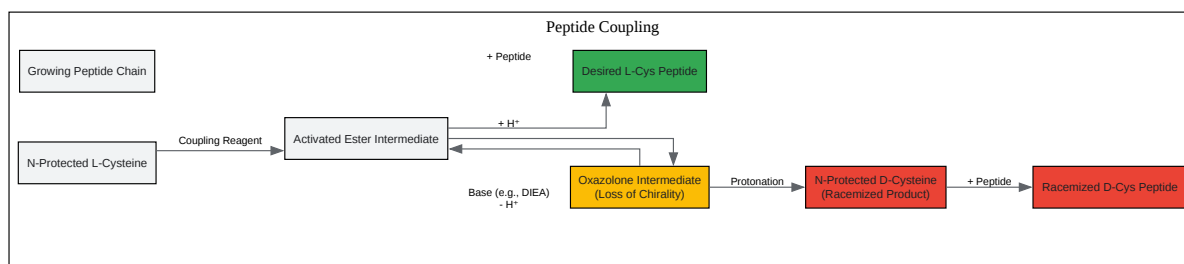 Peptide Coupling
Growing Peptide Chain
+ Peptide
Desired L-Cys Peptide
N-Protected L-Cysteine
Coupling Reagent
Activated Ester Intermediate
+ H⁺
Base (e.g., DIEA)
- H⁺
Oxazolone Intermediate
(Loss of Chirality)
Protonation
N-Protected D-Cysteine
(Racemized Product)
+ Peptide
Racemized D-Cys Peptide